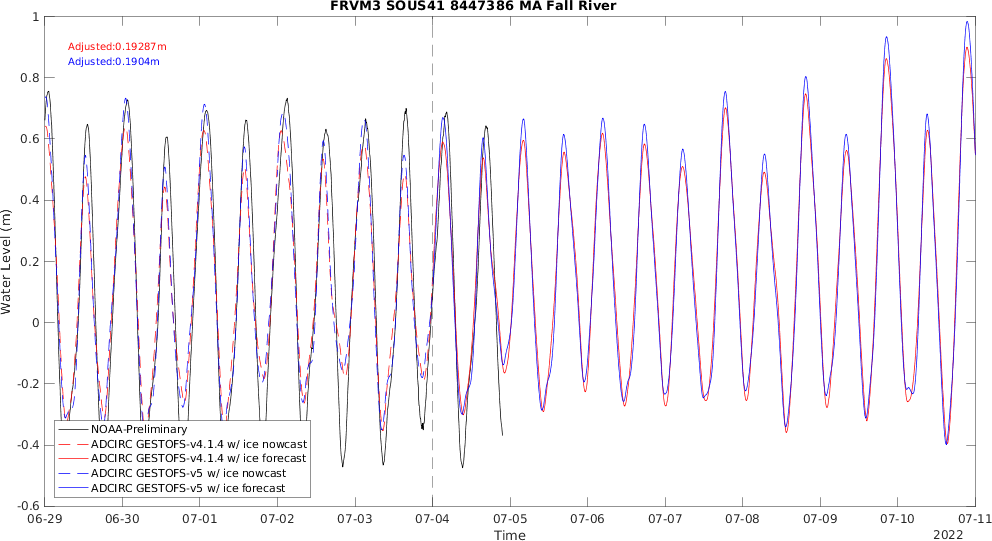 FRVM3 SOUS41 8447386 MA Fall River
Adjusted:0.19287m
Adjusted:0.1904m
Water Level (m)
1
0.8
0.6
0.4
0.2
0
-0.2
-0.4
-0.6
NOAA-Preliminary
ADCIRC GESTOFS-v4.1.4 w/ ice nowcast
ADCIRC GESTOFS-v4.1.4 w/ ice forecast
ADCIRC GESTOFS-v5 w/ ice nowcast
ADCIRC GESTOFS-v5 w/ ice forecast
06-29 06-30 07-01 07-02 07-03 07-04 07-05 07-06 07-07 07-08 07-09 07-10 07-11
Time
2022